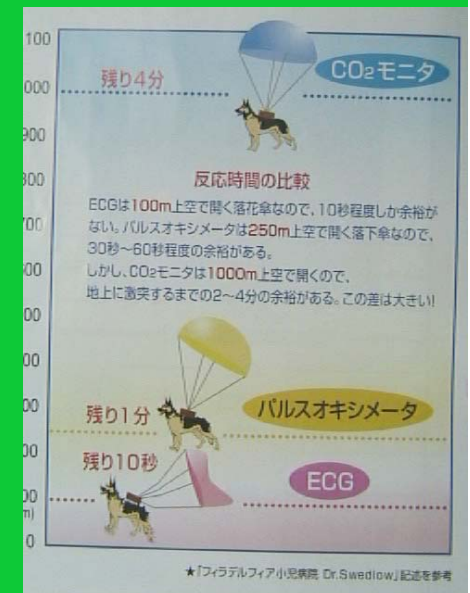 100
残り4分
CO₂モニタ
000
900
800
反応時間の比較
ECGは100m上空で開く落花傘なので、10秒程度しか余裕が
ない。パルスオキシメータは250m上空で開く落下傘なので、
700
30秒〜60秒程度の余裕がある。
しかし、CO₂モニタは1000m上空で開くので、
600
地上に激突するまでの2〜4分の余裕がある。この差は大きい!
00
00
00
残り1分
パルスオキシメータ
00
残り10秒
ECG
00
m)
0
★「フィラデルフィア小児病院 Dr.Swedlow」記述を参考